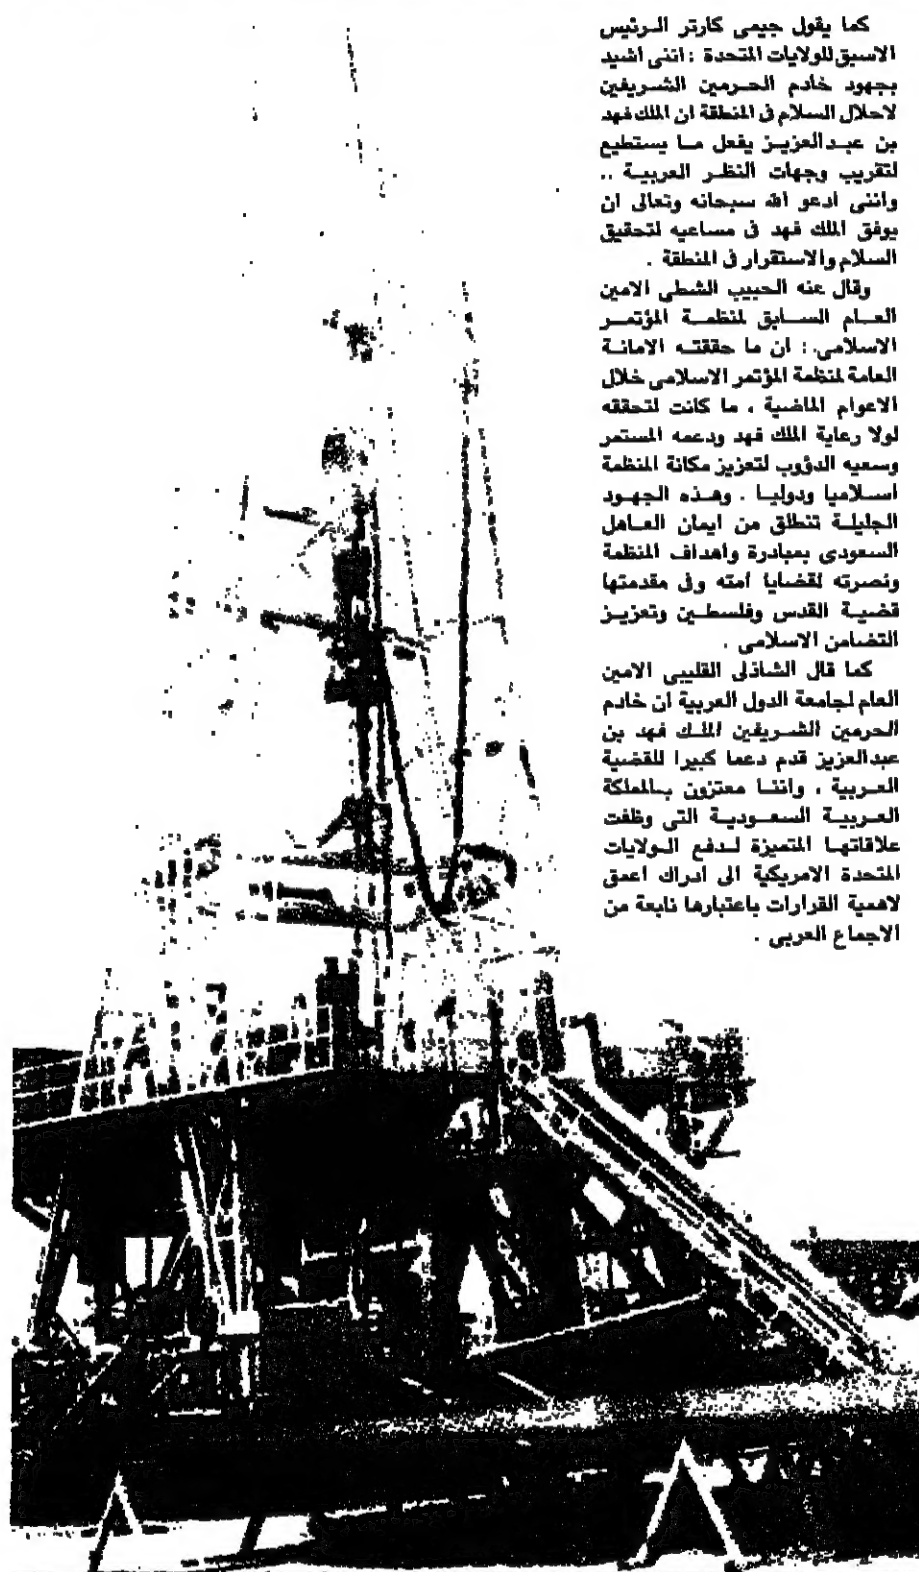 كما يقول جيمى كارتر الرئيس
الاسبق للولايات المتحدة : اننى اشيد
بجهود خادم الحرمين الشريفين
لاحلال السلام فى المنطقة ان الملك فهد
بن عبدالعزيز يفعل ما يستطيع
لتقريب وجهات النظر العربية ..
واننى ادعو الله سبحانه وتعالى ان
يوفق الملك فهد فى مساعيه لتحقيق
السلام والاستقرار فى المنطقة .
وقال عنه الحبيب الشطى الامين
العام السابق لمنظمة المؤتمر
الاسلامى : ان ما حققته الامانة
العامة لمنظمة المؤتمر الاسلامى خلال
الاعوام الماضية ، ما كانت لتحققه
لولا رعاية الملك فهد ودعمه المستمر
وسعيه الدؤوب لتعزيز مكانة المنظمة
اسلاميا ودوليا . وهذه الجهود
الجليلة تنطلق من ايمان العاهل
السعودى بمبادرة واهداف المنظمة
ونصرته لقضايا امته وفى مقدمتها
قضية القدس وفلسطين وتعزيز
التضامن الاسلامى .
كما قال الشاذلى القليبى الامين
العام لجامعة الدول العربية ان خادم
الحرمين الشريفين الملك فهد بن
عبدالعزيز قدم دعما كبيرا للقضية
العربية ، واننا معتزون بالمملكة
العربية السعودية التى وظفت
علاقاتها المتميزة لدفع الولايات
المتحدة الامريكية الى ادراك اعمق
لاهمية القرارات باعتبارها نابعة من
الاجماع العربى .